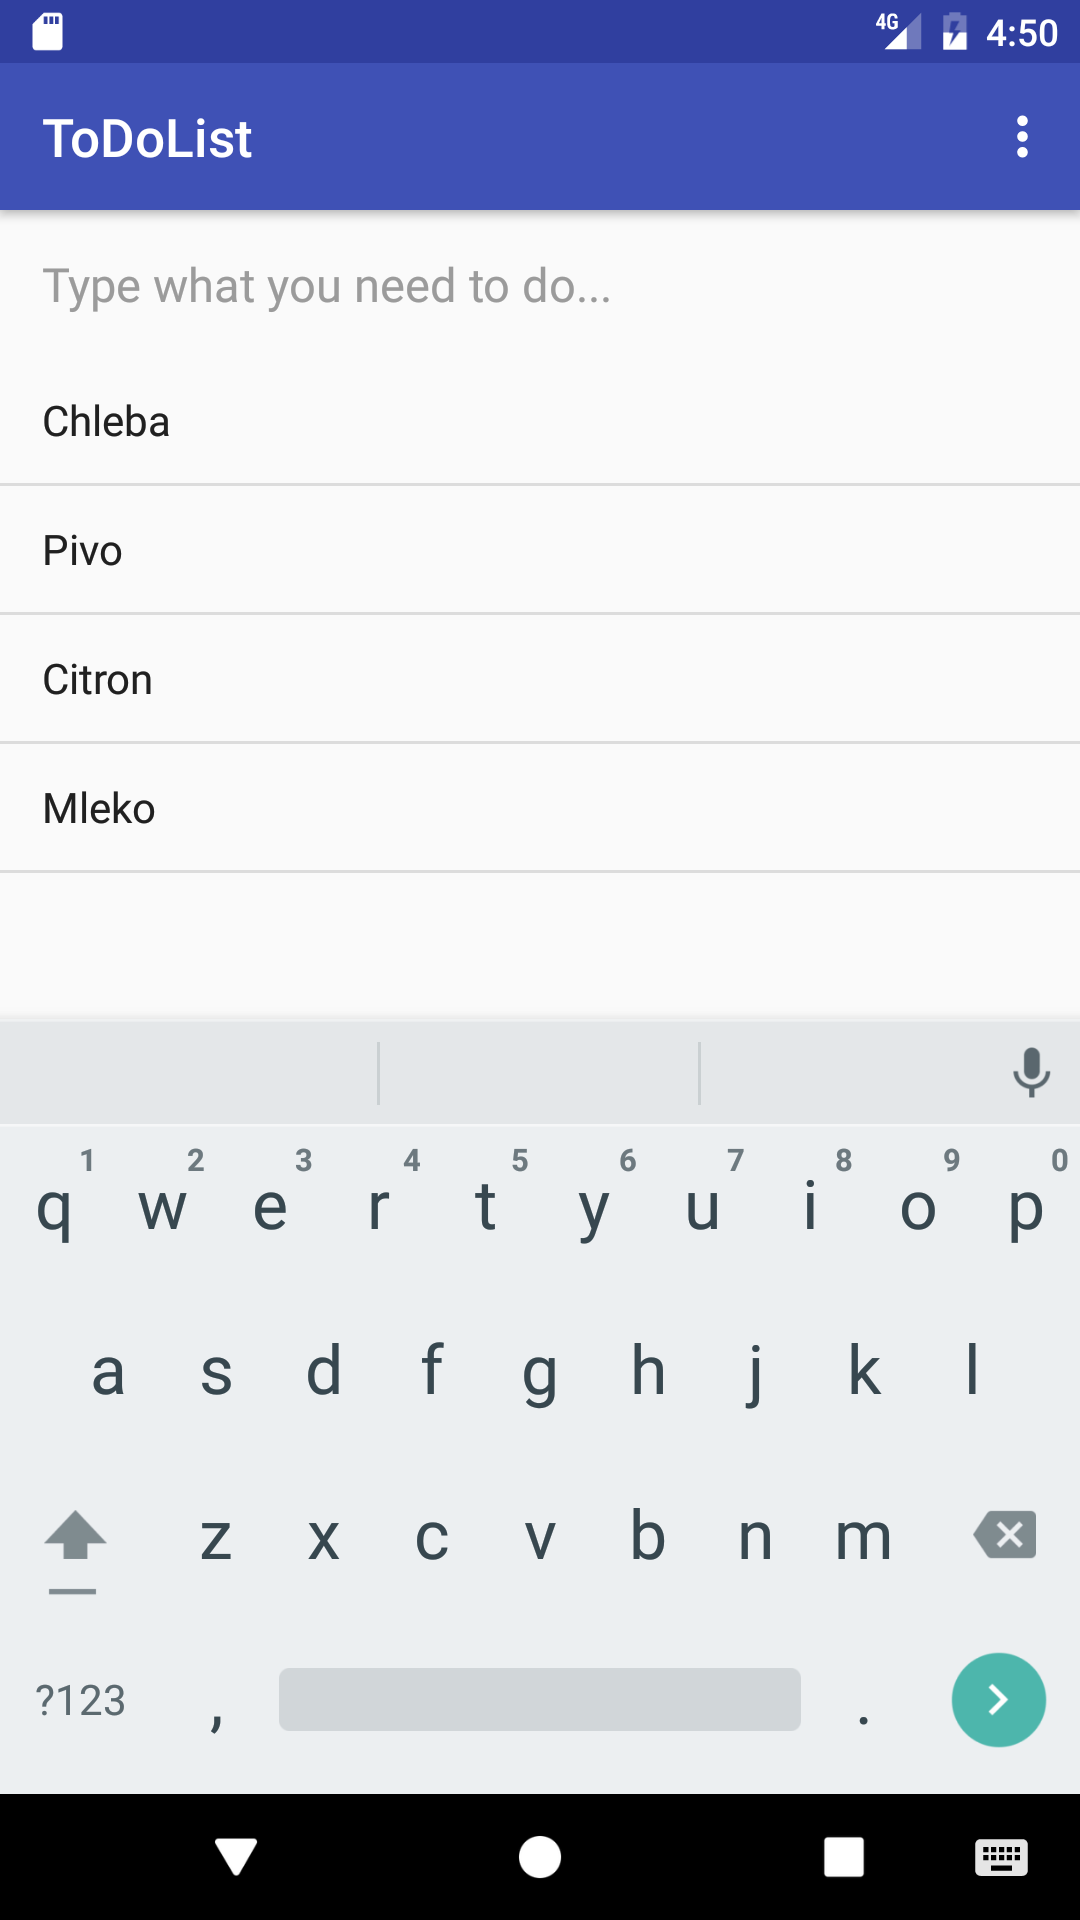 4G 4:50
ToDoList
Type what you need to do...
Chleba
Pivo
Citron
Mleko
1 2 3 4 5 6 7 8 9 0
q w e r t y u i o p
a s d f g h j k l
z x c v b n m
?123 , .